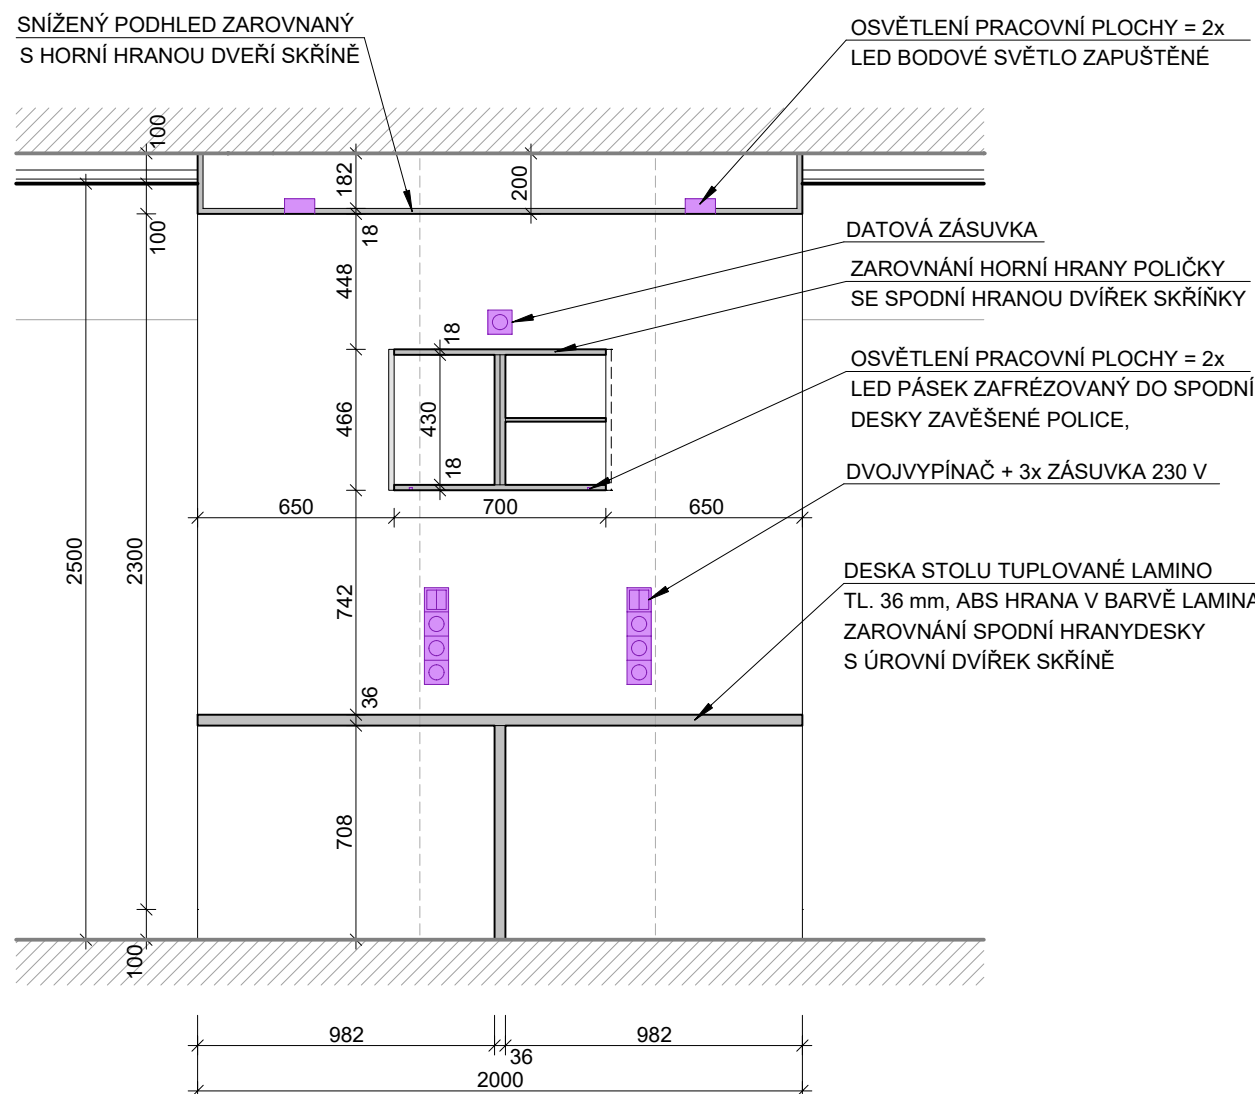 SNÍŽENÝ PODHLED ZAROVNANÝ
S HORNÍ HRANOU DVEŘÍ SKŘÍNĚ
OSVĚTLENÍ PRACOVNÍ PLOCHY = 2x
LED BODOVÉ SVĚTLO ZAPUŠTĚNÉ
100
182
200
100
18
448
DATOVÁ ZÁSUVKA
ZAROVNÁNÍ HORNÍ HRANY POLIČKY
SE SPODNÍ HRANOU DVÍŘEK SKŘÍŇKY
18
466
430
18
OSVĚTLENÍ PRACOVNÍ PLOCHY = 2x
LED PÁSEK ZAFRÉZOVANÝ DO SPODNÍ
DESKY ZAVĚŠENÉ POLICE,
DVOJVYPÍNAČ + 3x ZÁSUVKA 230 V
650
700
650
2500
2300
742
DESKA STOLU TUPLOVANÉ LAMINO
TL. 36 mm, ABS HRANA V BARVĚ LAMINA
ZAROVNÁNÍ SPODNÍ HRANYDESKY
S ÚROVNÍ DVÍŘEK SKŘÍNĚ
36
708
100
982
36
982
2000